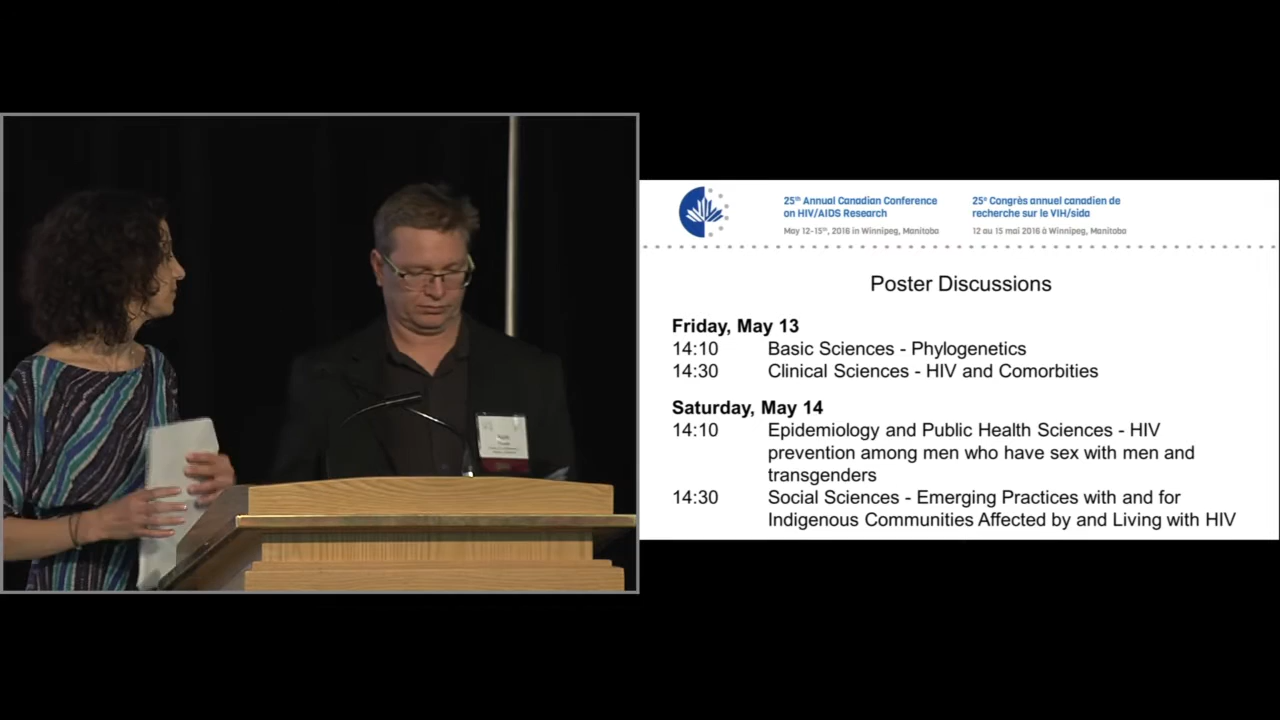 25th Annual Canadian Conference
on HIV/AIDS Research
May 12-15th, 2016 in Winnipeg, Manitoba
25e Congrès annuel canadien de
recherche sur le VIH/sida
12 au 15 mai 2016 à Winnipeg, Manitoba
Poster Discussions
Friday, May 13
14:10 Basic Sciences - Phylogenetics
14:30 Clinical Sciences - HIV and Comorbities
Saturday, May 14
14:10 Epidemiology and Public Health Sciences - HIV
prevention among men who have sex with men and
transgenders
14:30 Social Sciences - Emerging Practices with and for
Indigenous Communities Affected by and Living with HIV